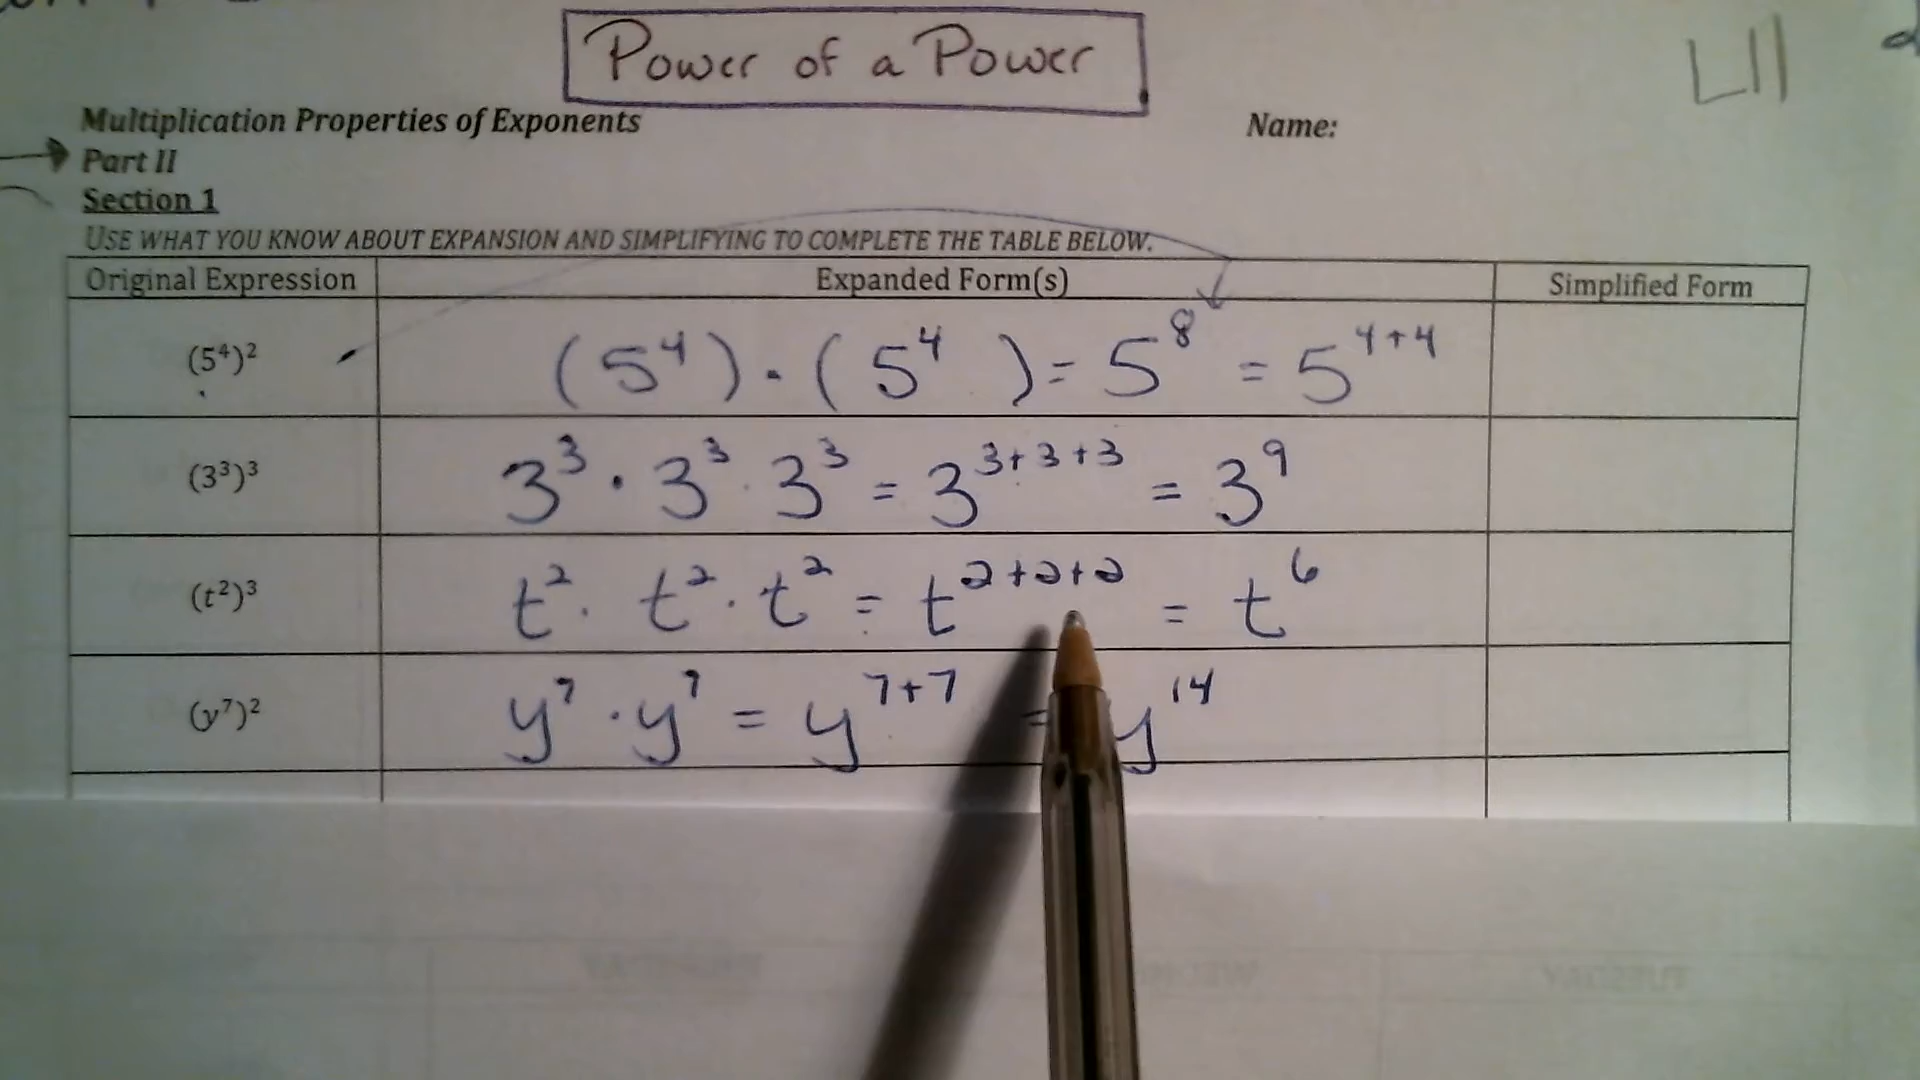 Power of a Power
L11
Multiplication Properties of Exponents
Name:
Part II
Section 1
USE WHAT YOU KNOW ABOUT EXPANSION AND SIMPLIFYING TO COMPLETE THE TABLE BELOW.
Original Expression Expanded Form(s) Simplified Form
(5⁴)² (5⁴) · (5⁴ ) = 5⁸ = 5⁴⁺⁴
(3³)³ 3³ · 3³ · 3³ = 3³⁺³⁺³ = 3⁹
(t²)³ t² · t² · t² = t²⁺²⁺² = t⁶
(y⁷)² y⁷ · y⁷ = y⁷⁺⁷ = y¹⁴